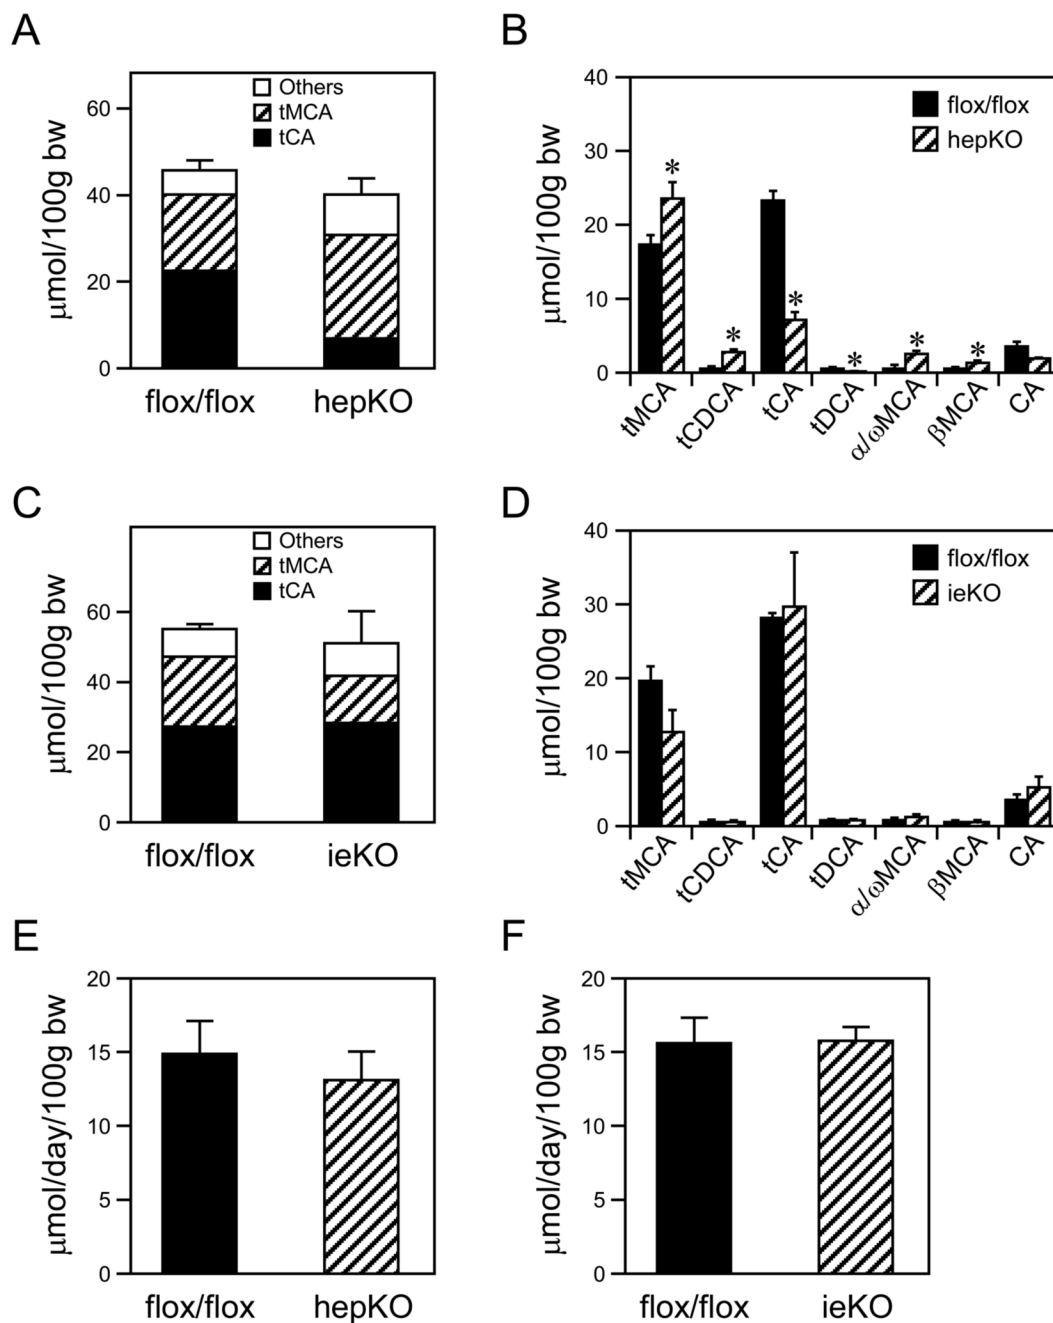 A
μmol/100g bw
60
40
20
0
Others
tMCA
tCA
flox/flox hepKO
B
μmol/100g bw
40
30
20
10
0
flox/flox
hepKO
* * * * * *
tMCA tCDCA tCA tDCA α/ωMCA βMCA CA
C
μmol/100g bw
60
40
20
0
Others
tMCA
tCA
flox/flox ieKO
D
μmol/100g bw
40
30
20
10
0
flox/flox
ieKO
tMCA tCDCA tCA tDCA α/ωMCA βMCA CA
E
μmol/day/100g bw
20
15
10
5
0
flox/flox hepKO
F
μmol/day/100g bw
20
15
10
5
0
flox/flox ieKO